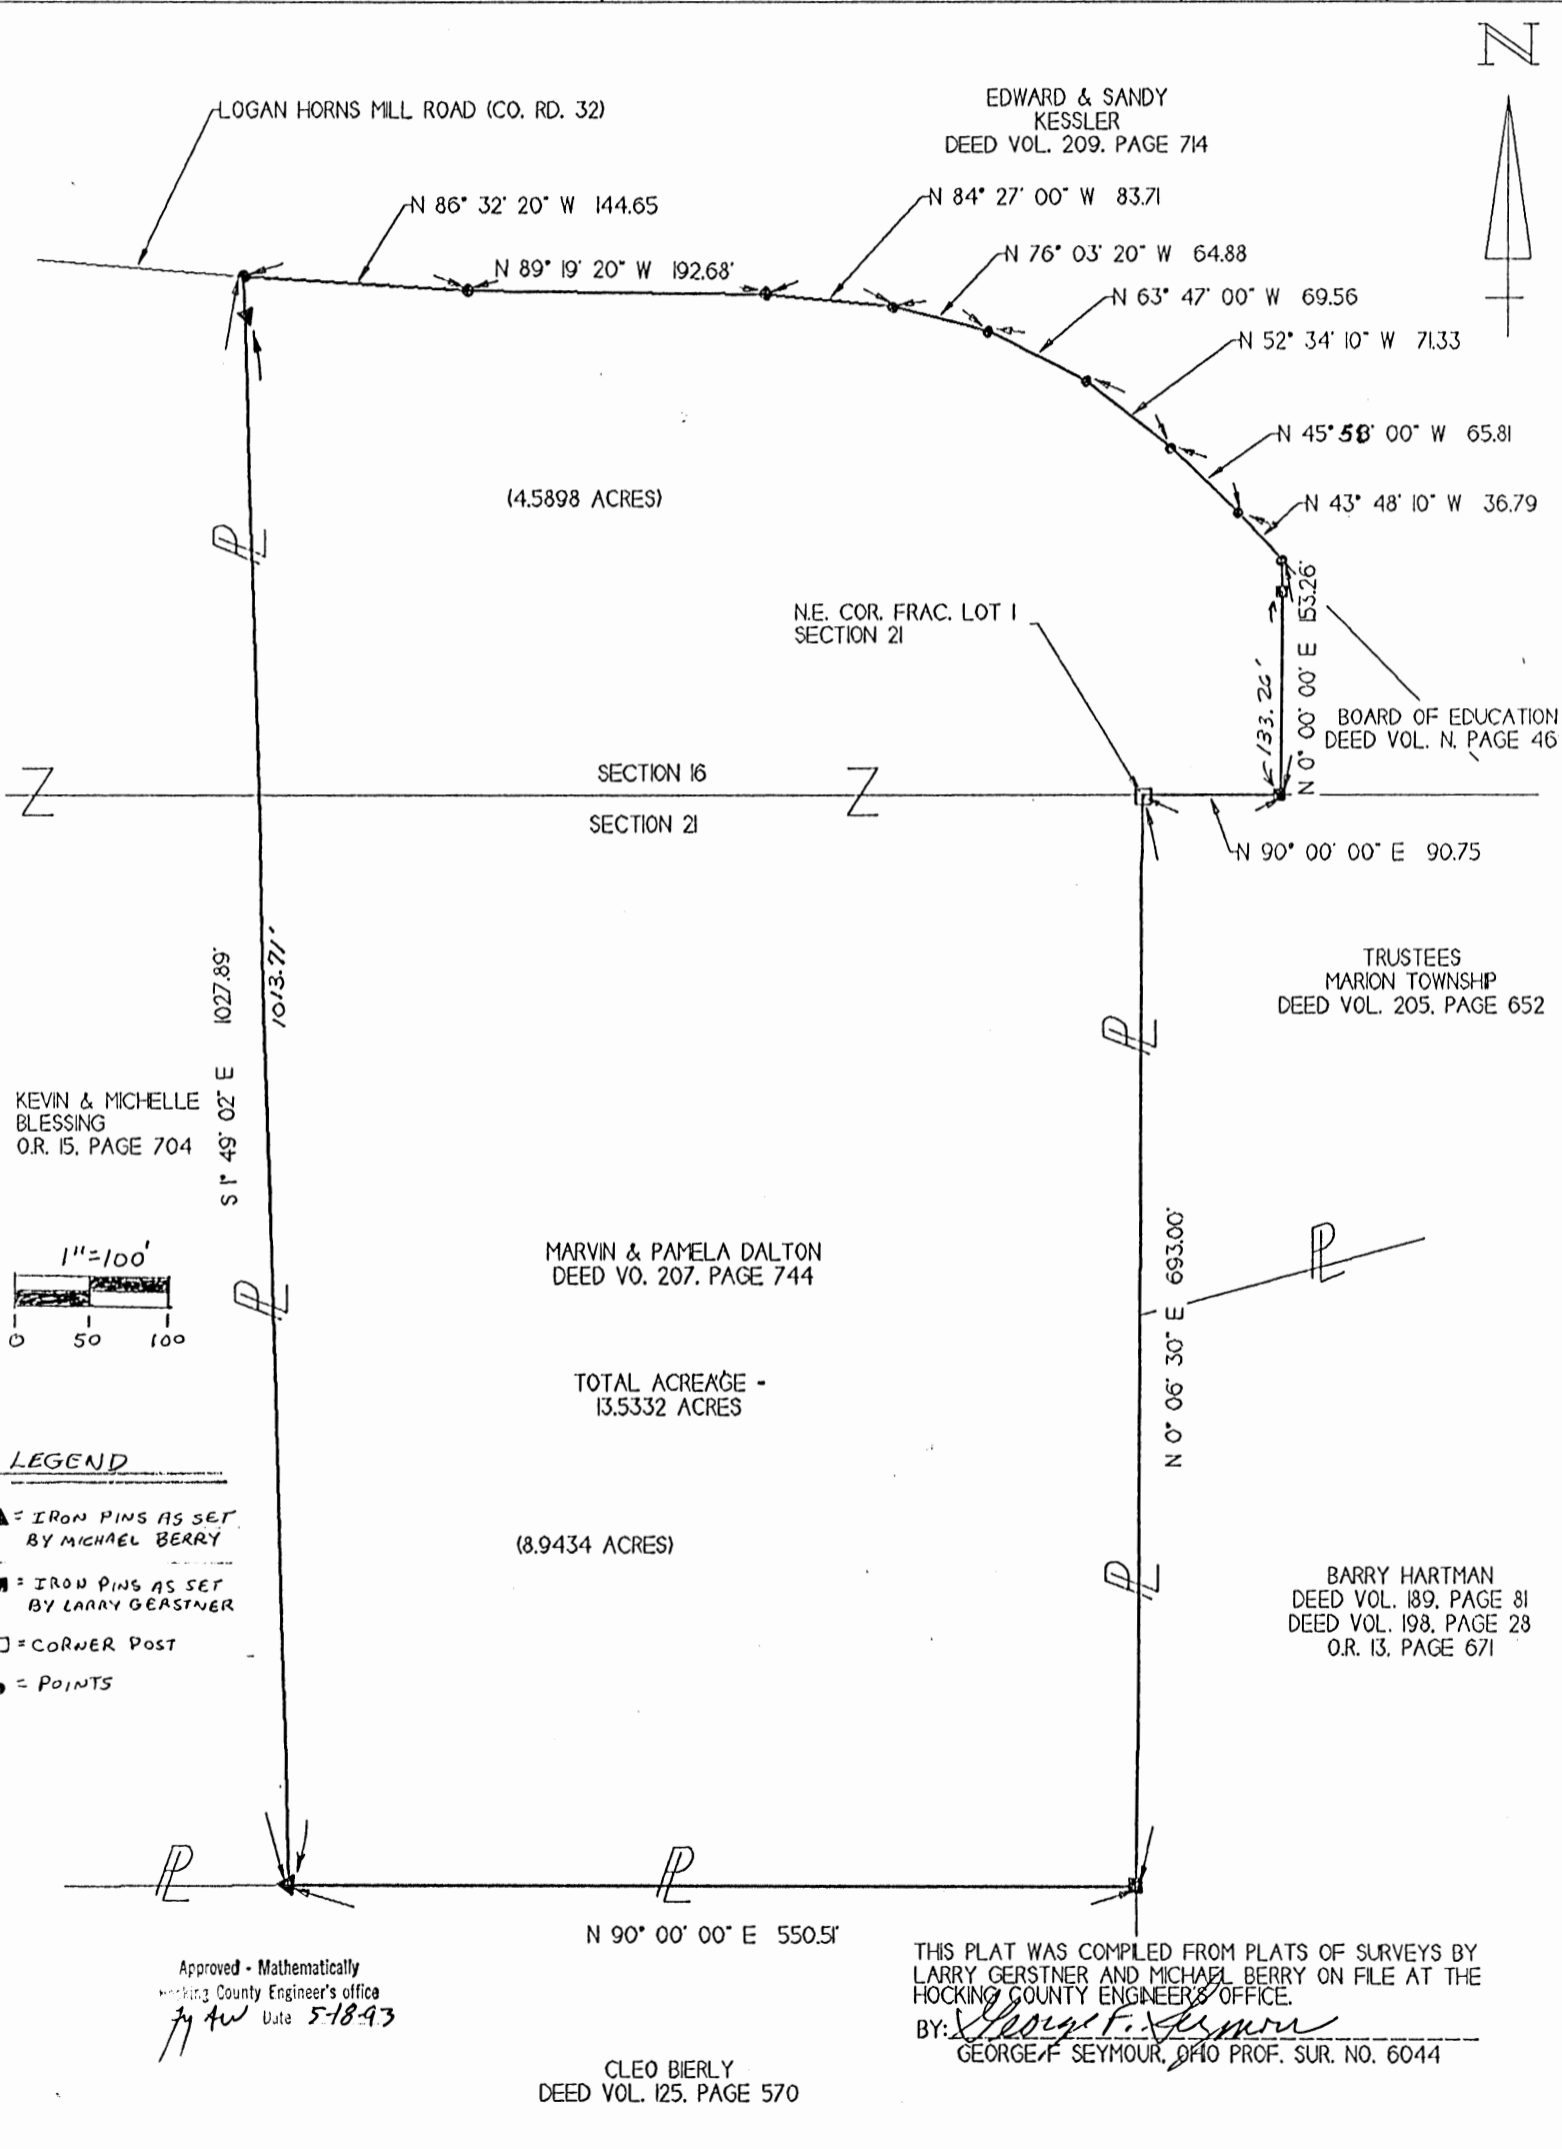 N
LOGAN HORNS MILL ROAD (CO. RD. 32)
EDWARD & SANDY
KESSLER
DEED VOL. 209, PAGE 714
N 86° 32' 20" W 144.65
N 89° 19' 20" W 192.68'
N 84° 27' 00" W 83.71
N 76° 03' 20" W 64.88
N 63° 47' 00" W 69.56
N 52° 34' 10" W 71.33
N 45° 58' 00" W 65.81
N 43° 48' 10" W 36.79
(4.5898 ACRES)
PL
N.E. COR. FRAC. LOT 1
SECTION 21
133.26'
N 0° 00' 00" E 153.26'
BOARD OF EDUCATION
DEED VOL. N, PAGE 46
Z
SECTION 16
Z
SECTION 21
N 90° 00' 00" E 90.75
TRUSTEES
MARION TOWNSHIP
DEED VOL. 205, PAGE 652
S 1° 49' 02" E 1027.89'
1013.71'
PL
KEVIN & MICHELLE
BLESSING
O.R. 15, PAGE 704
1"=100'
0 50 100
PL
MARVIN & PAMELA DALTON
DEED VO. 207, PAGE 744
N 0° 06' 30" E 693.00'
PL
TOTAL ACREAGE -
13.5332 ACRES
LEGEND
= IRON PINS AS SET
BY MICHAEL BERRY
= IRON PINS AS SET
BY LARRY GERSTNER
= CORNER POST
= POINTS
(8.9434 ACRES)
PL
BARRY HARTMAN
DEED VOL. 189, PAGE 81
DEED VOL. 198, PAGE 28
O.R. 13, PAGE 671
PL
PL
N 90° 00' 00" E 550.51'
Approved - Mathematically
Hocking County Engineer's office
Date 5-18-93
THIS PLAT WAS COMPILED FROM PLATS OF SURVEYS BY
LARRY GERSTNER AND MICHAEL BERRY ON FILE AT THE
HOCKING COUNTY ENGINEER'S OFFICE.
BY: George F. Seymour
GEORGE F SEYMOUR, OHIO PROF. SUR. NO. 6044
CLEO BIERLY
DEED VOL. 125, PAGE 570